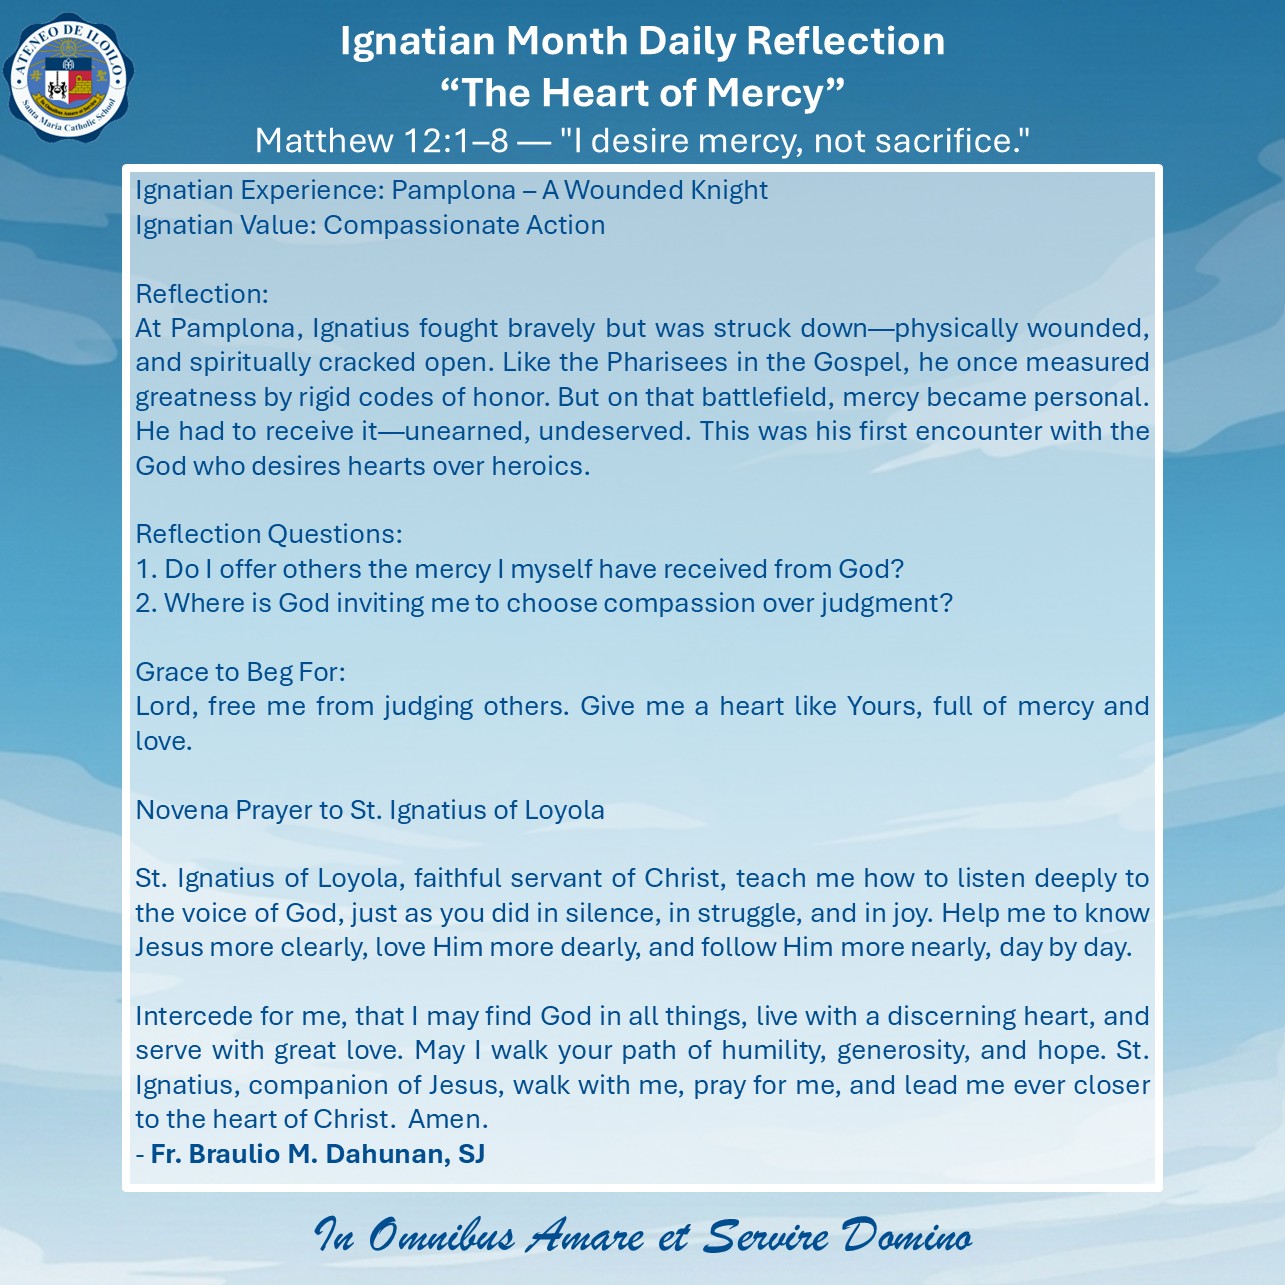 ATENEO DE ILOILO
Santa Maria Catholic School
Ignatian Month Daily Reflection
“The Heart of Mercy”
Matthew 12:1–8 — "I desire mercy, not sacrifice."
Ignatian Experience: Pamplona – A Wounded Knight
Ignatian Value: Compassionate Action
Reflection:
At Pamplona, Ignatius fought bravely but was struck down—physically wounded,
and spiritually cracked open. Like the Pharisees in the Gospel, he once measured
greatness by rigid codes of honor. But on that battlefield, mercy became personal.
He had to receive it—unearned, undeserved. This was his first encounter with the
God who desires hearts over heroics.
Reflection Questions:
1. Do I offer others the mercy I myself have received from God?
2. Where is God inviting me to choose compassion over judgment?
Grace to Beg For:
Lord, free me from judging others. Give me a heart like Yours, full of mercy and
love.
Novena Prayer to St. Ignatius of Loyola
St. Ignatius of Loyola, faithful servant of Christ, teach me how to listen deeply to
the voice of God, just as you did in silence, in struggle, and in joy. Help me to know
Jesus more clearly, love Him more dearly, and follow Him more nearly, day by day.
Intercede for me, that I may find God in all things, live with a discerning heart, and
serve with great love. May I walk your path of humility, generosity, and hope. St.
Ignatius, companion of Jesus, walk with me, pray for me, and lead me ever closer
to the heart of Christ.  Amen.
- Fr. Braulio M. Dahunan, SJ
In Omnibus Amare et Servire Domino